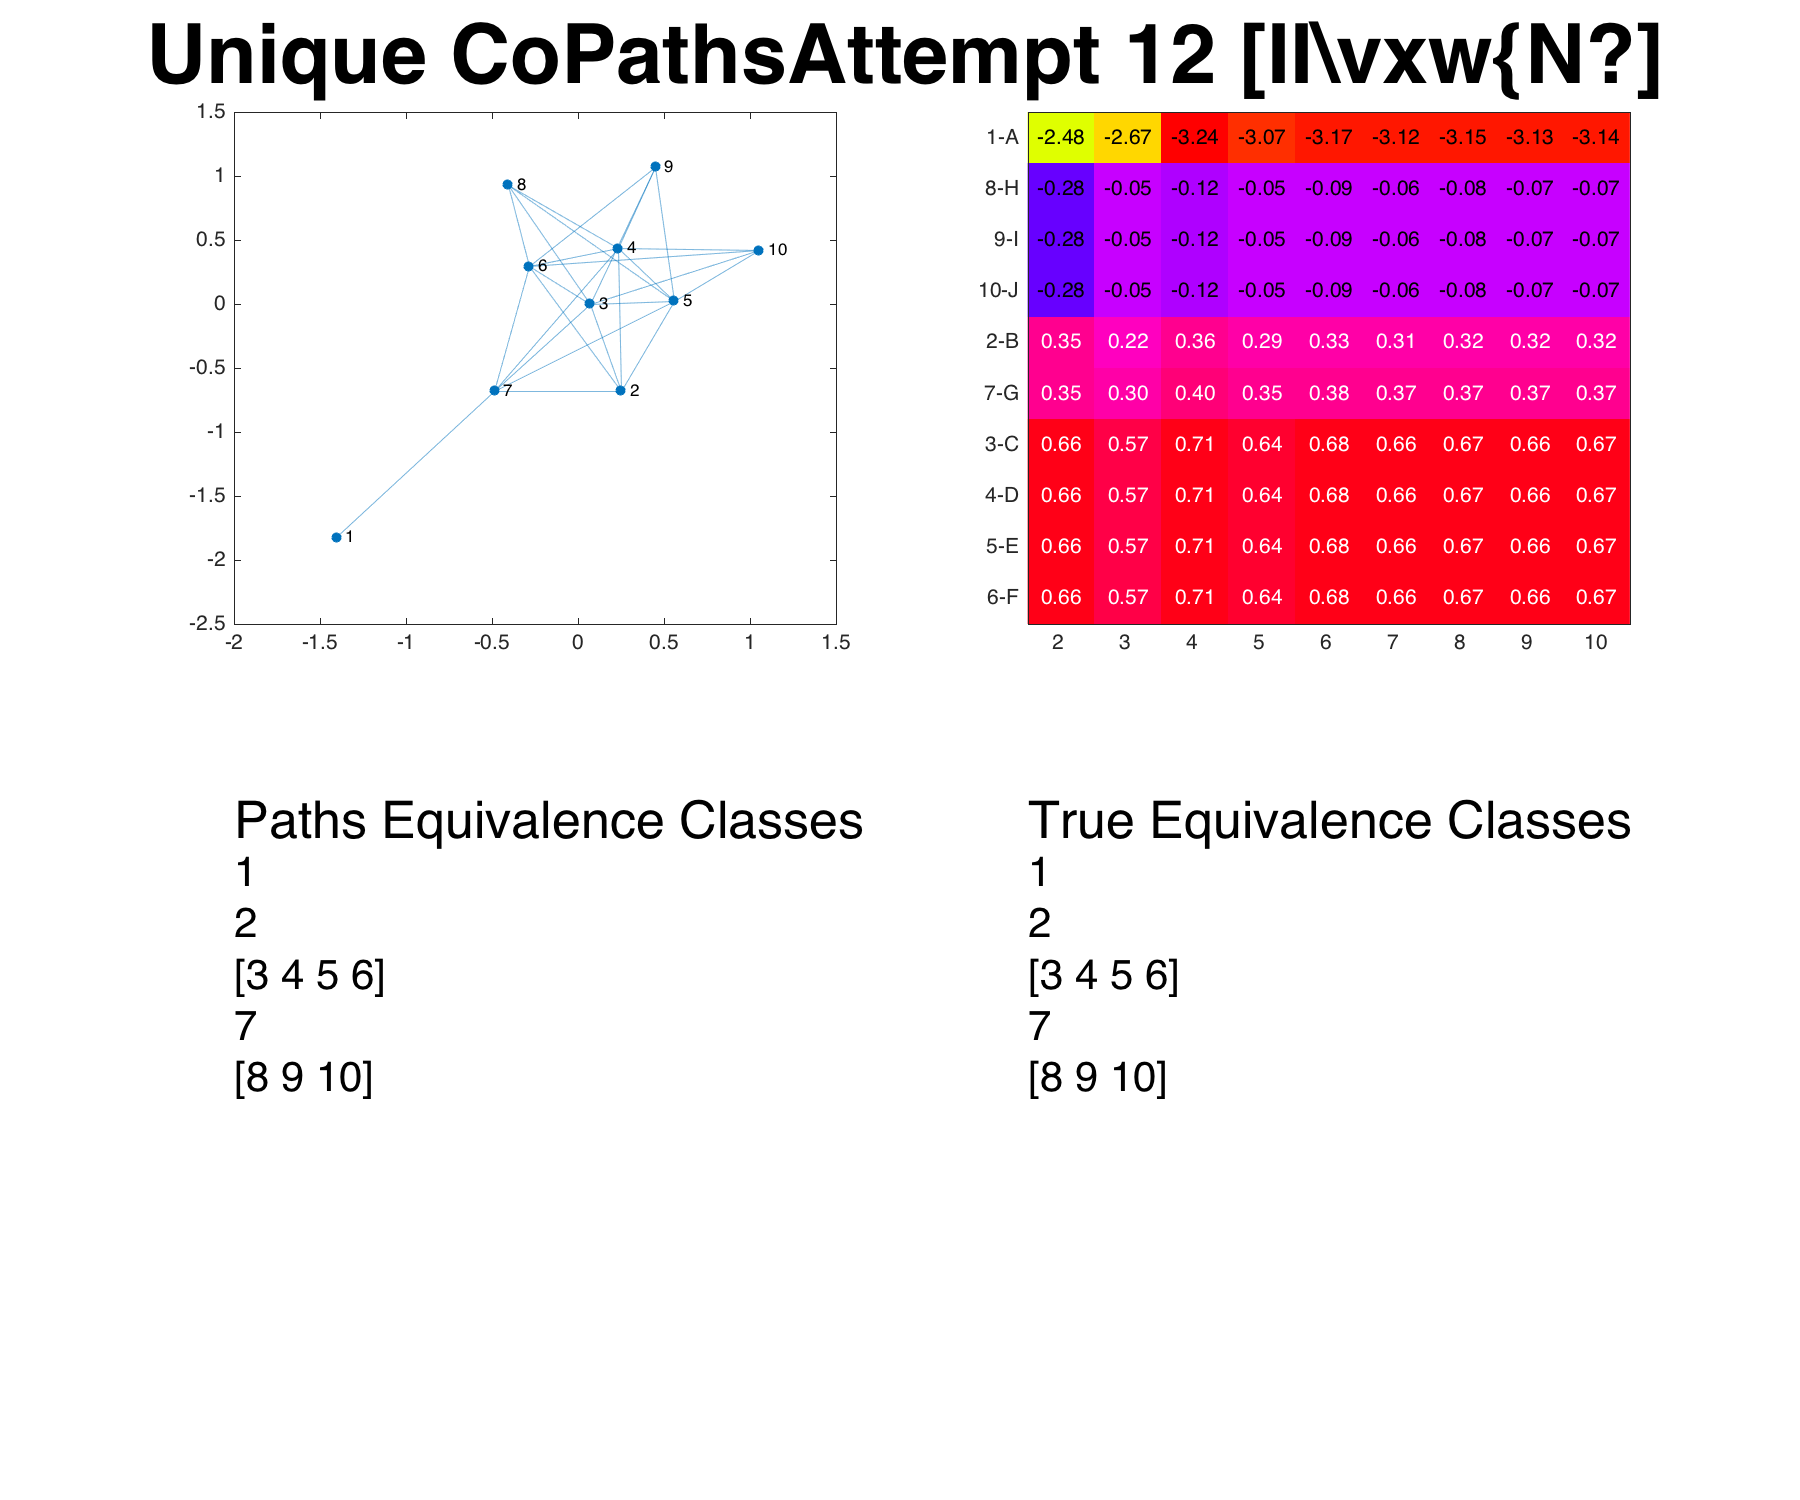 Unique CoPathsAttempt 12 [Il\vxw{N?]
1.5
1
0.5
0
-0.5
-1
-1.5
-2
-2.5
-2 -1.5 -1 -0.5 0 0.5 1 1.5
9
8
4
10
6
3
5
7
2
1
1-A -2.48 -2.67 -3.24 -3.07 -3.17 -3.12 -3.15 -3.13 -3.14
8-H -0.28 -0.05 -0.12 -0.05 -0.09 -0.06 -0.08 -0.07 -0.07
9-I -0.28 -0.05 -0.12 -0.05 -0.09 -0.06 -0.08 -0.07 -0.07
10-J -0.28 -0.05 -0.12 -0.05 -0.09 -0.06 -0.08 -0.07 -0.07
2-B 0.35 0.22 0.36 0.29 0.33 0.31 0.32 0.32 0.32
7-G 0.35 0.30 0.40 0.35 0.38 0.37 0.37 0.37 0.37
3-C 0.66 0.57 0.71 0.64 0.68 0.66 0.67 0.66 0.67
4-D 0.66 0.57 0.71 0.64 0.68 0.66 0.67 0.66 0.67
5-E 0.66 0.57 0.71 0.64 0.68 0.66 0.67 0.66 0.67
6-F 0.66 0.57 0.71 0.64 0.68 0.66 0.67 0.66 0.67
2 3 4 5 6 7 8 9 10
Paths Equivalence Classes
1
2
[3 4 5 6]
7
[8 9 10]
True Equivalence Classes
1
2
[3 4 5 6]
7
[8 9 10]